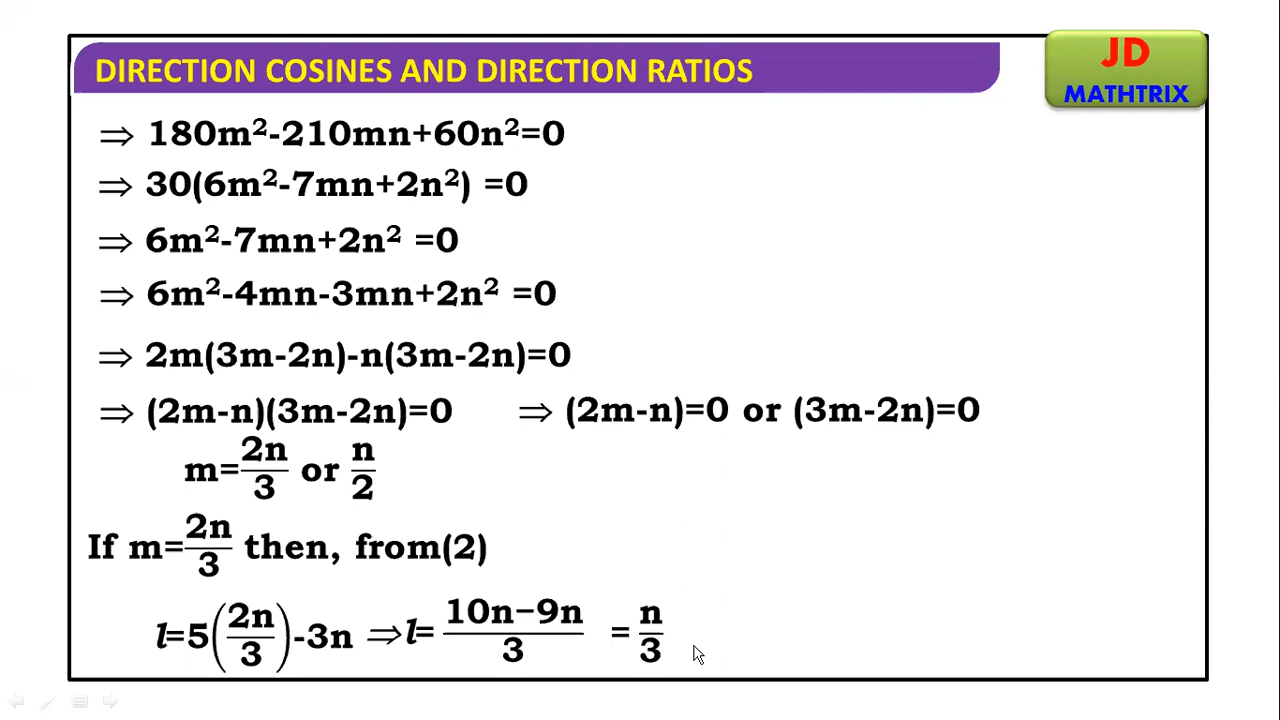 DIRECTION COSINES AND DIRECTION RATIOS
JD
MATHTRIX
⇒ 180m²-210mn+60n²=0
⇒ 30(6m²-7mn+2n²) =0
⇒ 6m²-7mn+2n² =0
⇒ 6m²-4mn-3mn+2n² =0
⇒ 2m(3m-2n)-n(3m-2n)=0
⇒ (2m-n)(3m-2n)=0 ⇒ (2m-n)=0 or (3m-2n)=0
m=2n/3 or n/2
If m=2n/3 then, from(2)
l=5(2n/3)-3n ⇒l= 10n−9n/3 = n/3